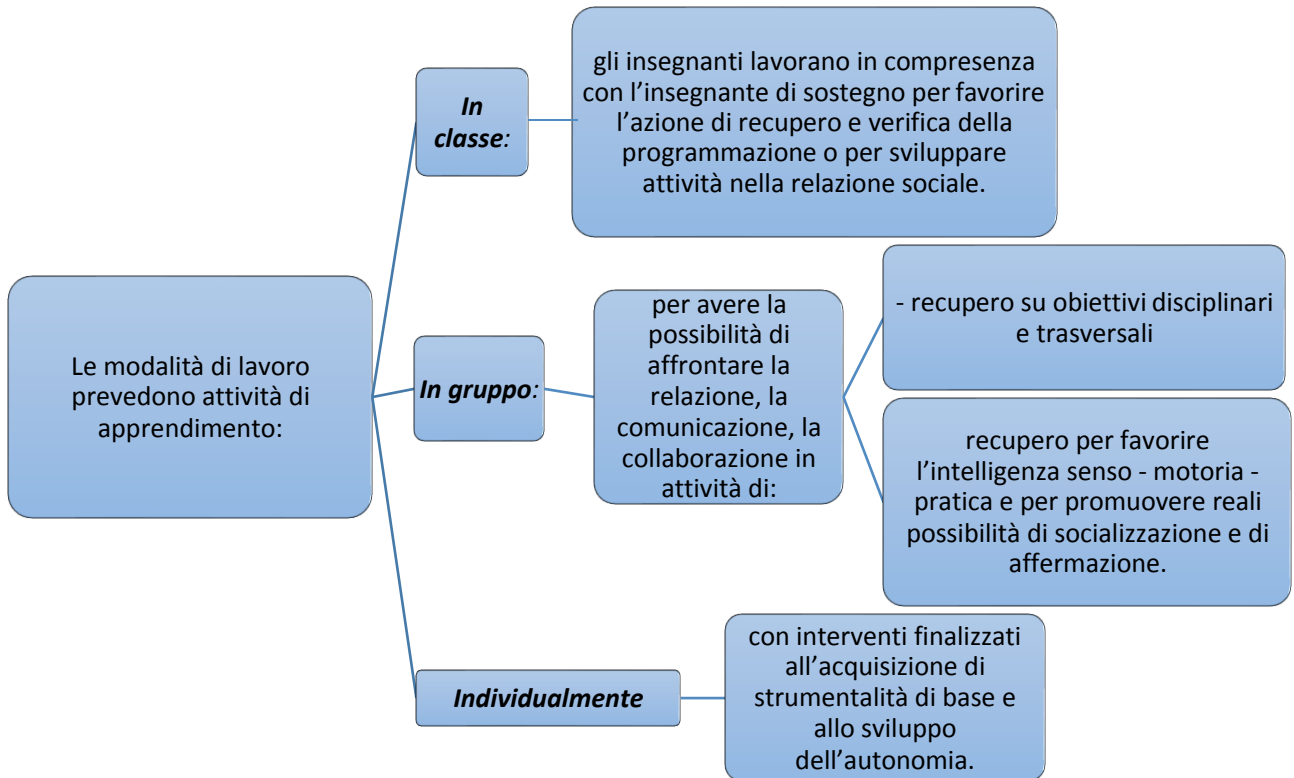 Le modalità di lavoro
prevedono attività di
apprendimento:
In
classe:
gli insegnanti lavorano in compresenza
con l’insegnante di sostegno per favorire
l’azione di recupero e verifica della
programmazione o per sviluppare
attività nella relazione sociale.
In gruppo:
per avere la
possibilità di
affrontare la
relazione, la
comunicazione, la
collaborazione in
attività di:
- recupero su obiettivi disciplinari
e trasversali
recupero per favorire
l’intelligenza senso - motoria -
pratica e per promuovere reali
possibilità di socializzazione e di
affermazione.
Individualmente
con interventi finalizzati
all’acquisizione di
strumentalità di base e
allo sviluppo
dell’autonomia.